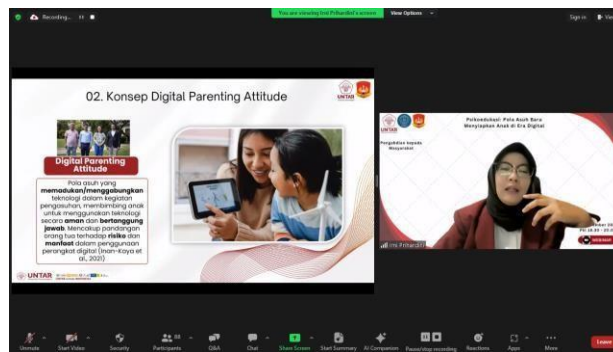 Recording...
You are viewing Irni Prihardini's screen
View Options
Sign in
02. Konsep Digital Parenting Attitude
UNTAR
Digital Parenting
Attitude
Pola asuh yang
memadukan/menggabungkan
teknologi dalam kegiatan
pengasuhan, membimbing anak
untuk menggunakan teknologi
secara aman dan bertanggung
jawab. Mencakup pandangan
orang tua terhadap risiko dan
manfaat dalam penggunaan
perangkat digital (Inan-Kaya et
al., 2021)
UNTAR
UNTAR
Psikoedukasi: Pola Asuh Baru
Menyiapkan Anak di Era Digital
Pengabdian kepada
Masyarakat
Unmute
Start Video
Security
Participants
Q&A
Chat
Share Screen
Start Summary
AI Companion
Pause/stop recording
Reactions
Apps
More
Leave